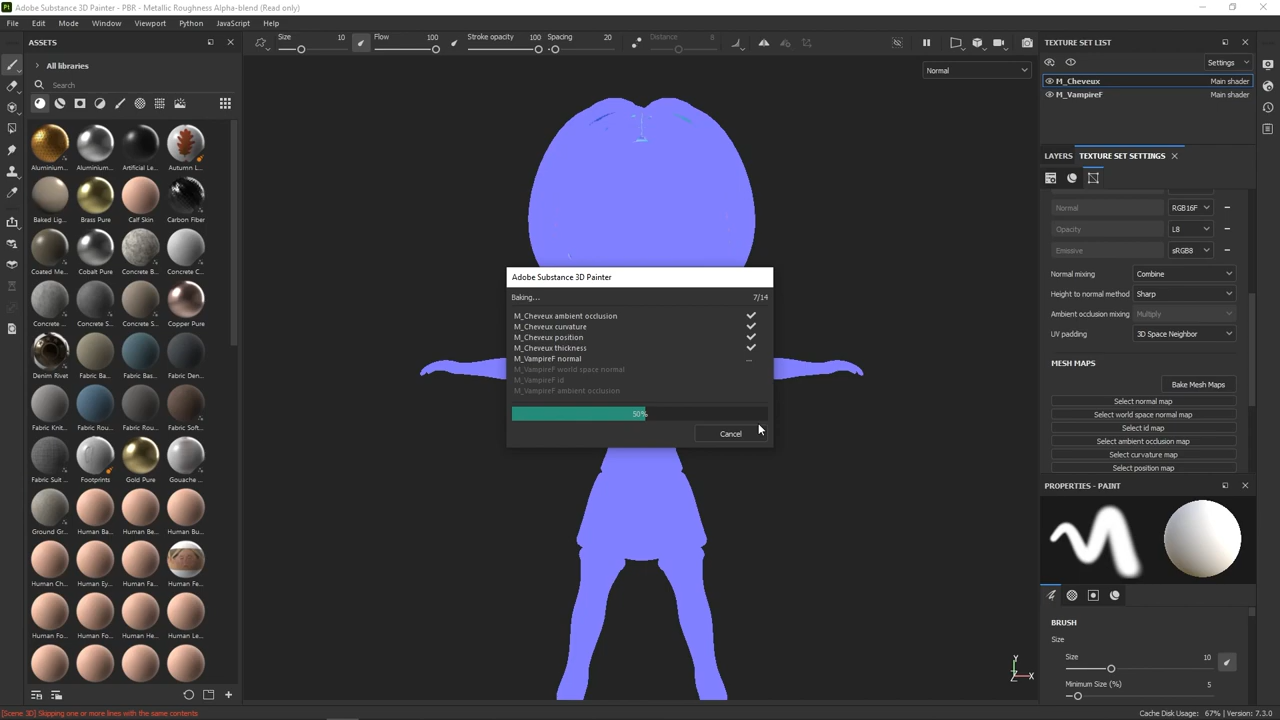 Adobe Substance 3D Painter - PBR - Metallic Roughness Alpha-blend (Read only)
File Edit Mode Window Viewport Python JavaScript Help
Size 10 Flow 100 Stroke opacity 100 Spacing 20 Distance 8
ASSETS
All libraries
Search
Aluminium... Aluminium... Artificial Le... Autumn L...
Baked Lig... Brass Pure Calf Skin Carbon Fiber
Coated Me... Cobalt Pure Concrete B... Concrete C...
Concrete ... Concrete S... Concrete S... Copper Pure
Denim Rivet Fabric Ba... Fabric Bas... Fabric Den...
Fabric Knit... Fabric Rou... Fabric Rou... Fabric Soft...
Fabric Suit ... Footprints Gold Pure Gouache ...
Ground Gr... Human Ba... Human Be... Human Bu...
Human Ch... Human Ey... Human Fa... Human Fe...
Human Fo... Human Fo... Human He... Human Le...
Normal
Adobe Substance 3D Painter
Baking... 7/14
M_Cheveux ambient occlusion
M_Cheveux curvature
M_Cheveux position
M_Cheveux thickness
M_VampireF normal ...
M_VampireF world space normal
M_VampireF id
M_VampireF ambient occlusion
50%
Cancel
Y
Z X
TEXTURE SET LIST
Settings
M_Cheveux Main shader
M_VampireF Main shader
LAYERS TEXTURE SET SETTINGS
Normal RGB16F
Opacity L8
Emissive sRGB8
Normal mixing Combine
Height to normal method Sharp
Ambient occlusion mixing Multiply
UV padding 3D Space Neighbor
MESH MAPS
Bake Mesh Maps
Select normal map
Select world space normal map
Select id map
Select ambient occlusion map
Select curvature map
Select position map
PROPERTIES - PAINT
BRUSH
Size
Size 10
Minimum Size (%) 5
[Scene 3D] Skipping one or more lines with the same contents
Cache Disk Usage: 67% | Version: 7.3.0